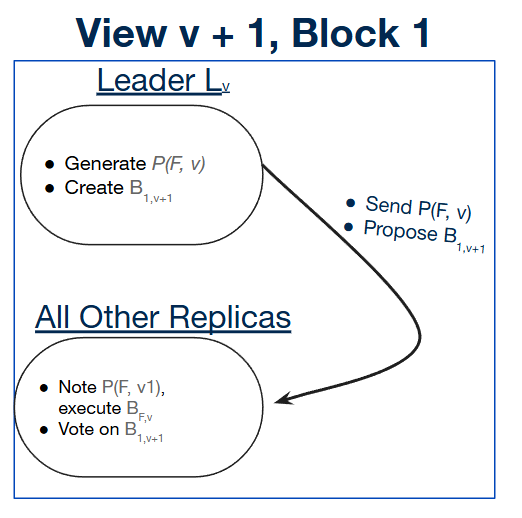 View v + 1, Block 1
Leader Lv
● Generate P(F, v)
● Create B1,v+1
● Send P(F, v)
● Propose B1,v+1
All Other Replicas
● Note P(F, v1),
execute BF,v
● Vote on B1,v+1